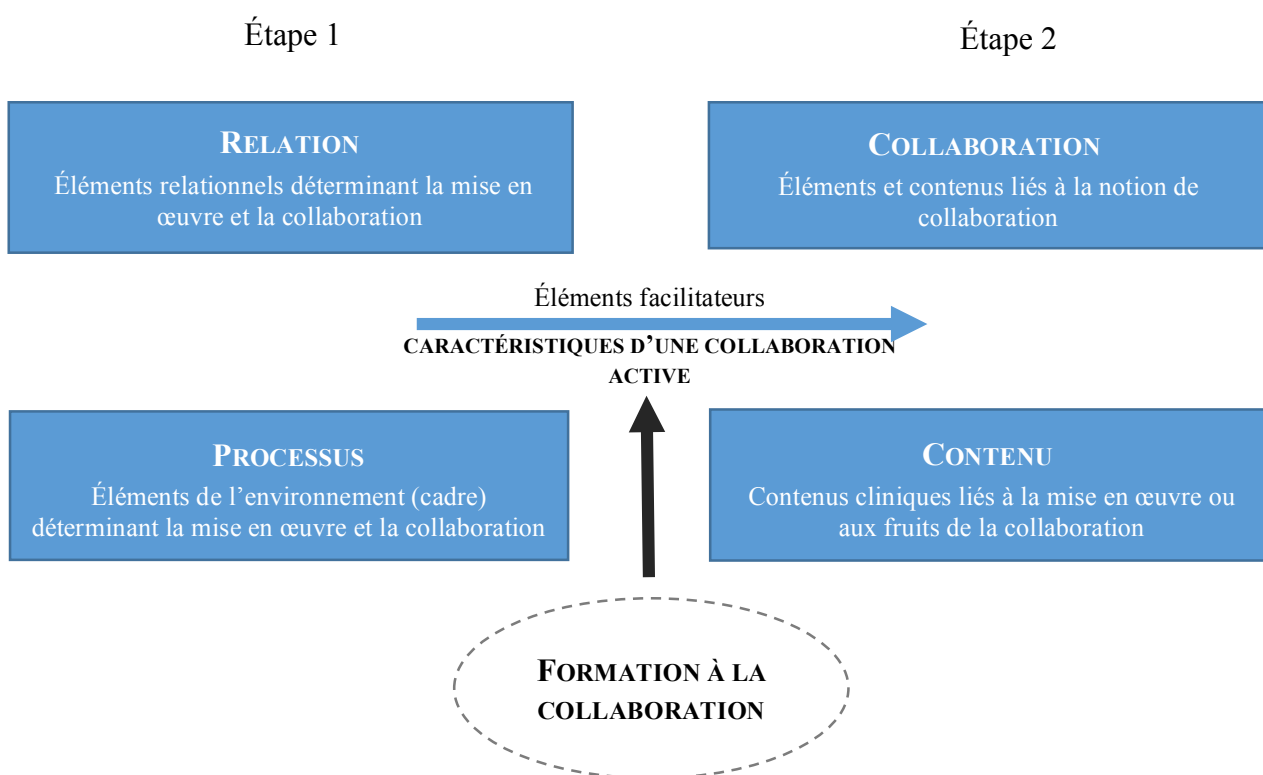 Étape 1
Étape 2
RELATION
Éléments relationnels déterminant la mise en
œuvre et la collaboration
COLLABORATION
Éléments et contenus liés à la notion de
collaboration
Éléments facilitateurs
CARACTÉRISTIQUES D’UNE COLLABORATION
ACTIVE
PROCESSUS
Éléments de l’environnement (cadre)
déterminant la mise en œuvre et la collaboration
CONTENU
Contenus cliniques liés à la mise en œuvre ou
aux fruits de la collaboration
FORMATION À LA
COLLABORATION